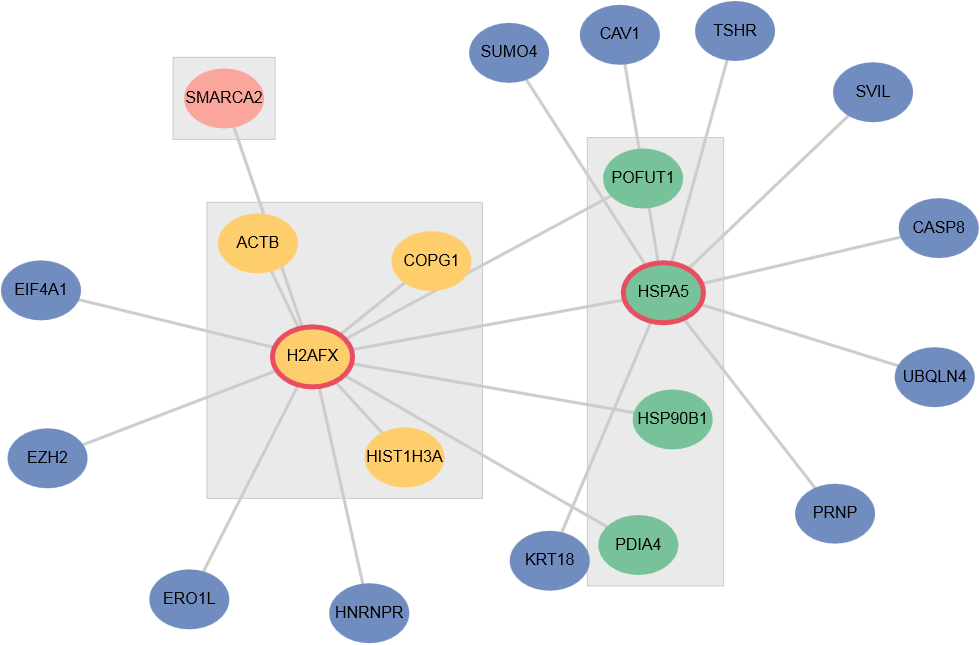 TSHR
CAV1
SUMO4
SVIL
SMARCA2
POFUT1
CASP8
ACTB
COPG1
EIF4A1
HSPA5
H2AFX
UBQLN4
HSP90B1
EZH2
HIST1H3A
PRNP
PDIA4
KRT18
ERO1L
HNRNPR